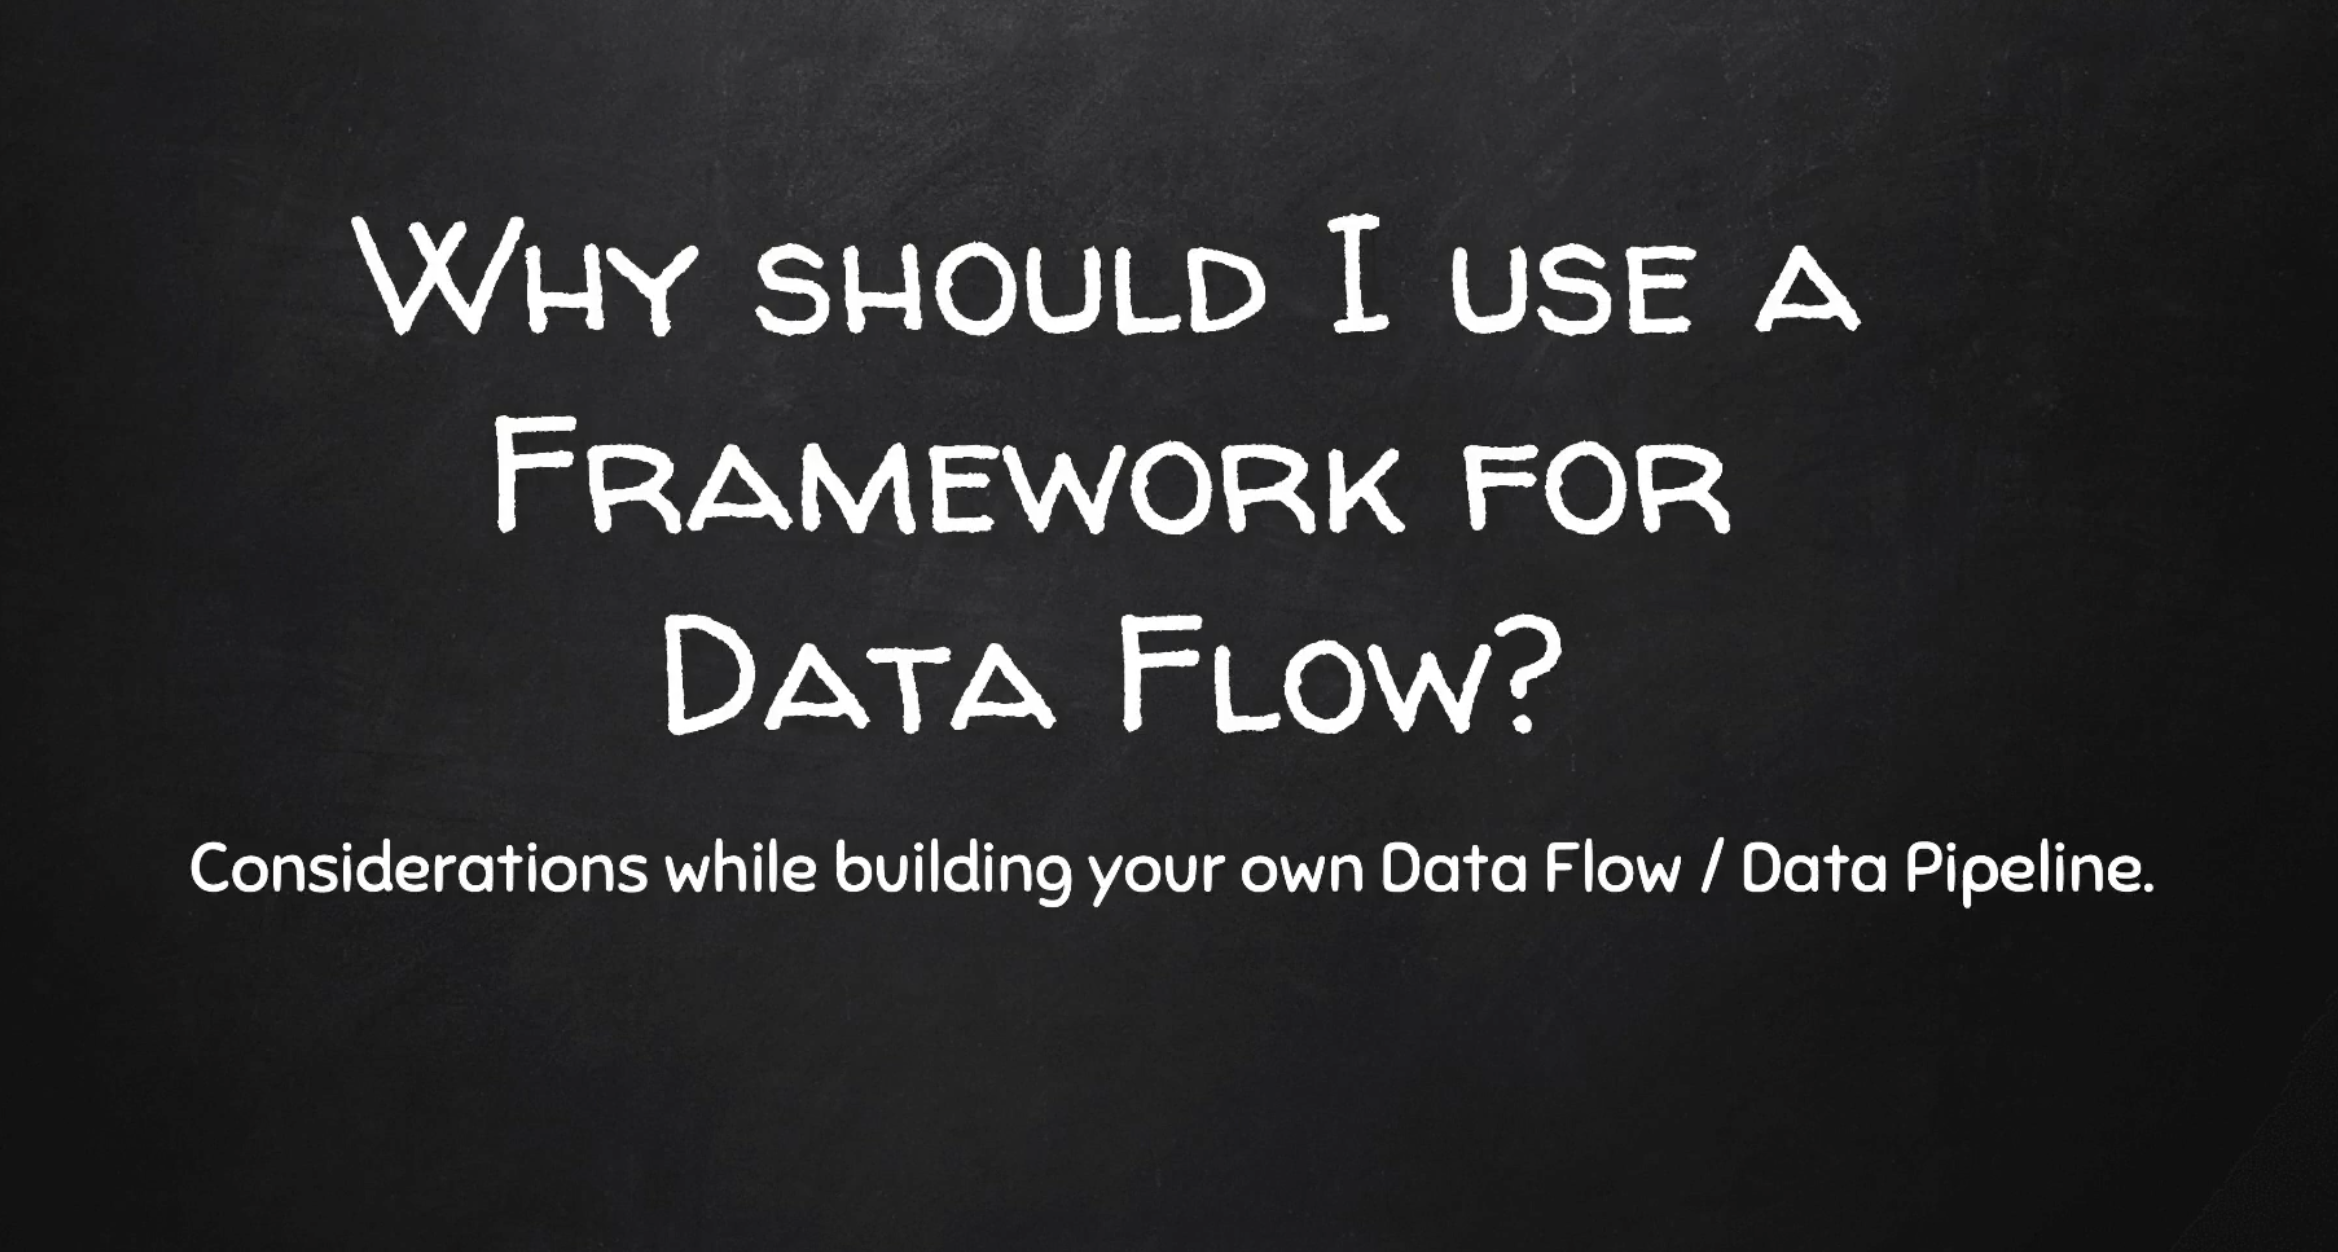 Why should I use a
Framework for
Data Flow?
Considerations while building your own Data Flow / Data Pipeline.